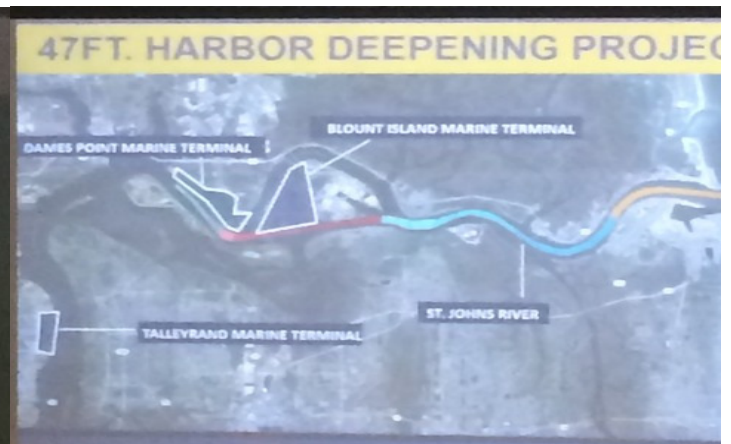 47FT. HARBOR DEEPENING PROJEC
BLOUNT ISLAND MARINE TERMINAL
DAMES POINT MARINE TERMINAL
ST. JOHNS RIVER
TALLEYRAND MARINE TERMINAL